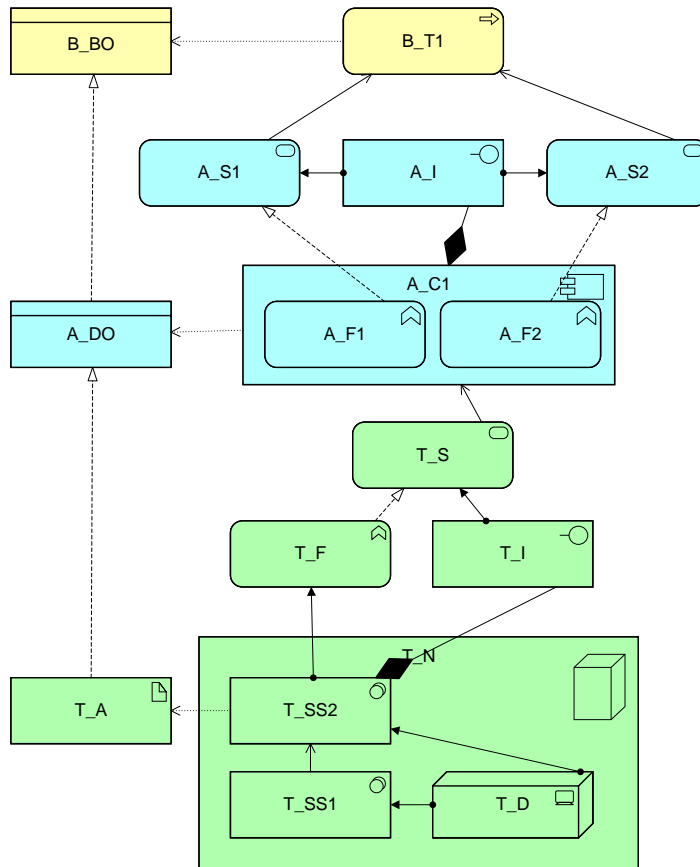 B_BO
B_T1
A_S1
A_I
A_S2
A_C1
A_DO
A_F1
A_F2
T_S
T_F
T_I
T_N
T_A
T_SS2
T_SS1
T_D